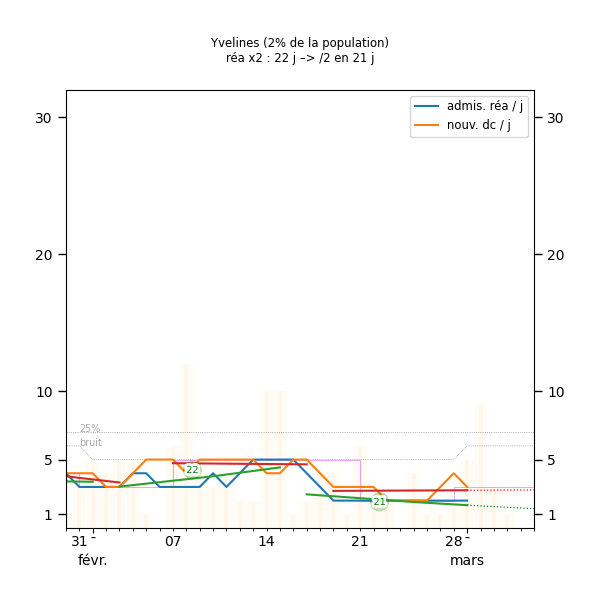 Yvelines (2% de la population)
réa x2 : 22 j –> /2 en 21 j
admis. réa / j
nouv. dc / j
30
30
20
20
10
10
25%
bruit
5
5
22
21
1
1
31
07
14
21
28
févr.
mars